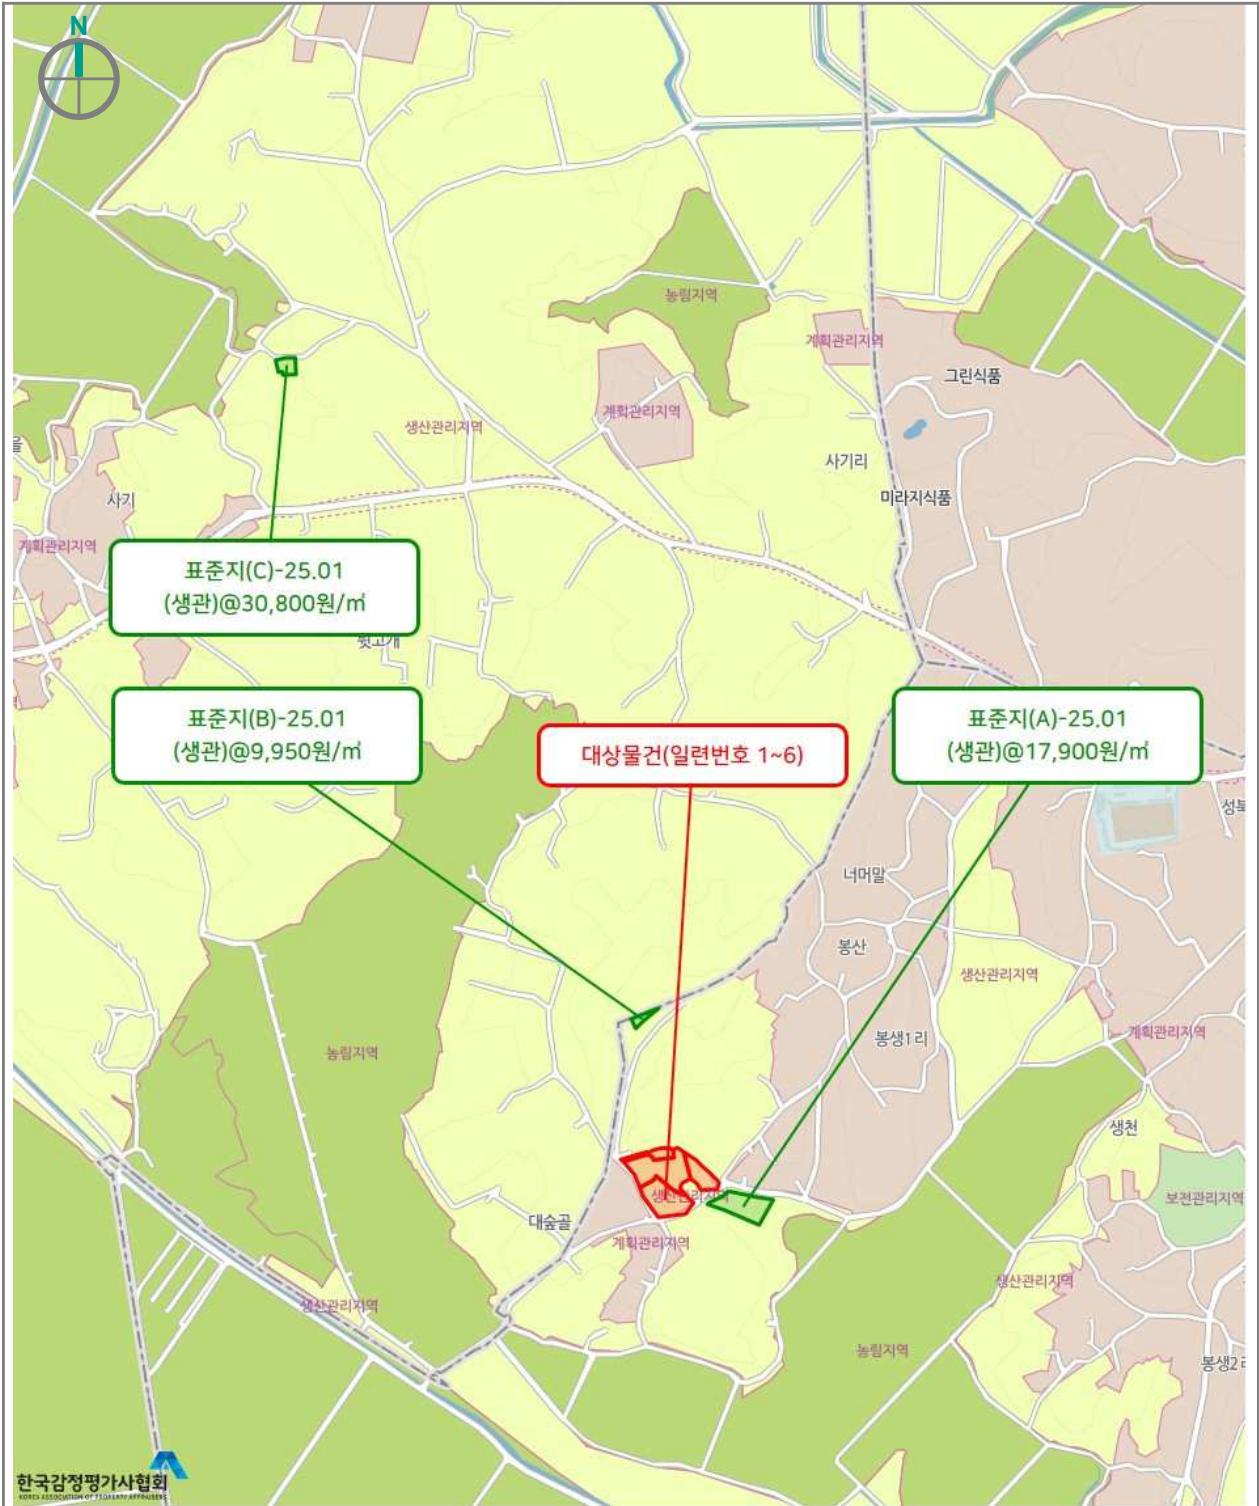 N
농림지역
계획관리지역
그린식품
계획관리지역
생산관리지역
사기리
미라지식품
사기
계획관리지역
표준지(C)-25.01
(생관)@30,800원/㎡
뒷고개
표준지(B)-25.01
(생관)@9,950원/㎡
대상물건(일련번호 1~6)
표준지(A)-25.01
(생관)@17,900원/㎡
성북
너머말
봉산
생산관리지역
봉생1리
계획관리지역
농림지역
생천
생산관리지역
보전관리지역
대숲골
계획관리지역
생산관리지역
생산관리지역
농림지역
봉생2리
한국감정평가사협회
KOREA ASSOCIATION OF PROPERTY APPRAISERS